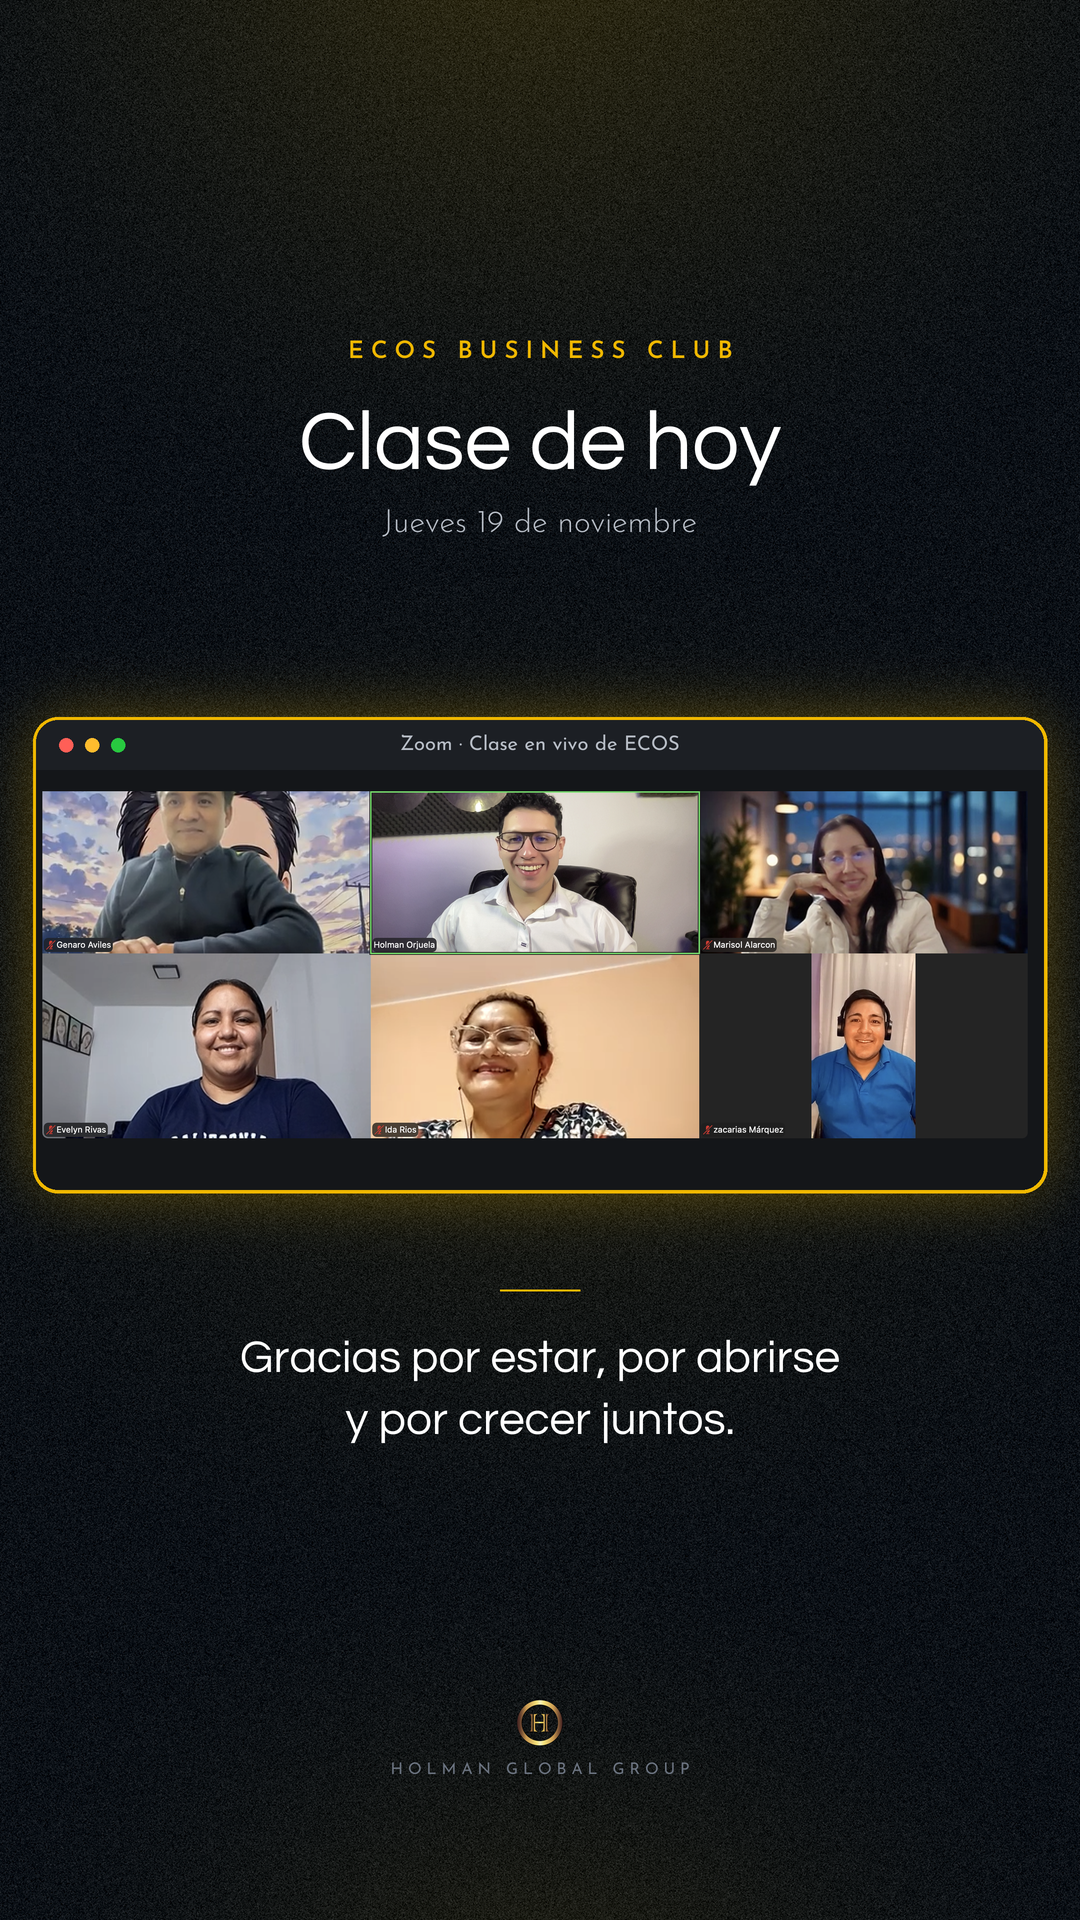 ECOS BUSINESS CLUB
Clase de hoy
Jueves 19 de noviembre
Zoom · Clase en vivo de ECOS
Genaro Aviles
Holman Orjuela
Marisol Alarcon
Evelyn Rivas
Ida Rios
zacarias Márquez
Gracias por estar, por abrirse
y por crecer juntos.
H
HOLMAN GLOBAL GROUP